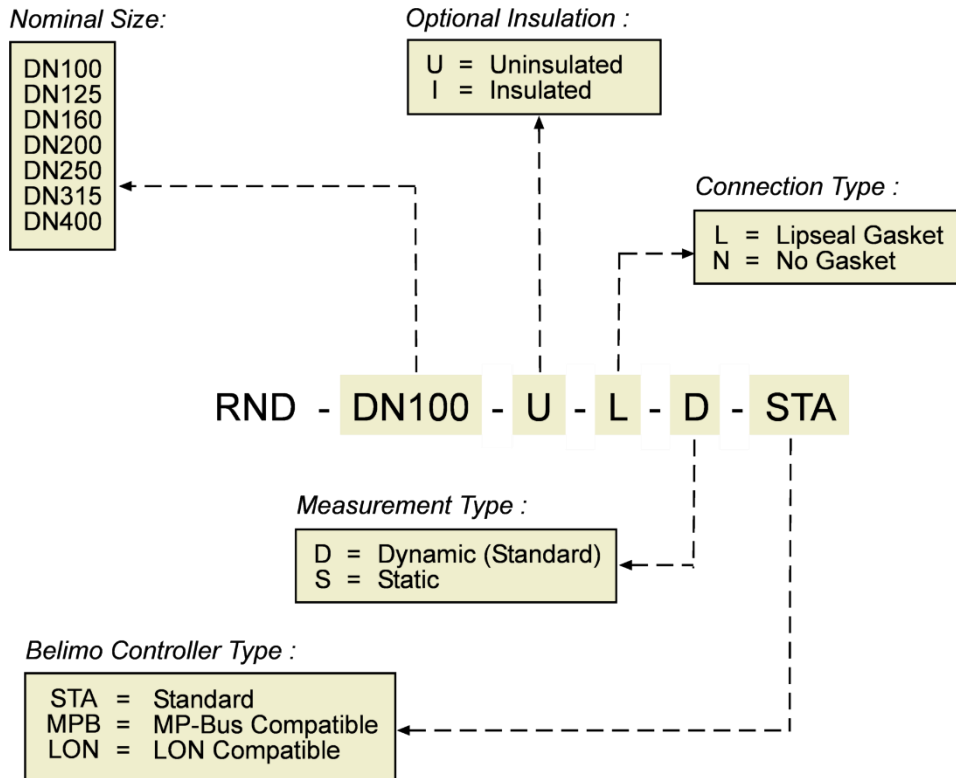 Nominal Size:
DN100
DN125
DN160
DN200
DN250
DN315
DN400
Optional Insulation :
U = Uninsulated
I = Insulated
Connection Type :
L = Lipseal Gasket
N = No Gasket
RND - DN100 - U - L - D - STA
Measurement Type :
D = Dynamic (Standard)
S = Static
Belimo Controller Type :
STA = Standard
MPB = MP-Bus Compatible
LON = LON Compatible